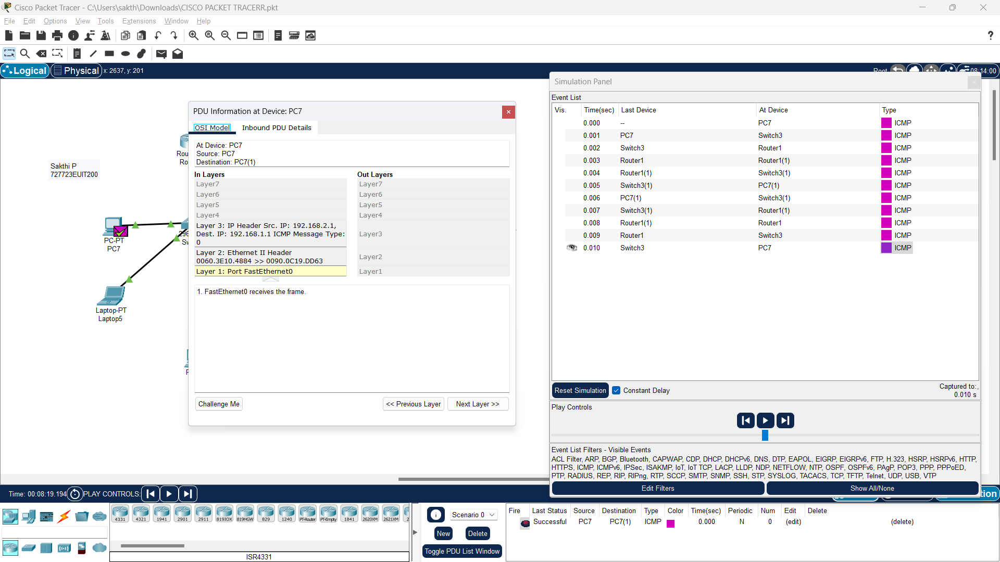 Cisco Packet Tracer - C:\Users\sakth\Downloads\CISCO PACKET TRACERR.pkt
File Edit Options View Tools Extensions Window Help
Logical Physical x: 2637, y: 201
Root 08:14:00
Sakthi P
727723EUIT200
PC-PT
PC7
Laptop-PT
Laptop5
Rou
Ro
296
Sw
PDU Information at Device: PC7
OSI Model Inbound PDU Details
At Device: PC7
Source: PC7
Destination: PC7(1)
In Layers Out Layers
Layer7 Layer7
Layer6 Layer6
Layer5 Layer5
Layer4 Layer4
Layer 3: IP Header Src. IP: 192.168.2.1,
Dest. IP: 192.168.1.1 ICMP Message Type:
0
Layer3
Layer 2: Ethernet II Header
0060.3E10.4884 >> 0090.0C19.DD63
Layer2
Layer 1: Port FastEthernet0 Layer1
1. FastEthernet0 receives the frame.
Challenge Me << Previous Layer Next Layer >>
Simulation Panel
Event List
Vis. Time(sec) Last Device At Device Type
0.000 -- PC7 ICMP
0.001 PC7 Switch3 ICMP
0.002 Switch3 Router1 ICMP
0.003 Router1 Router1(1) ICMP
0.004 Router1(1) Switch3(1) ICMP
0.005 Switch3(1) PC7(1) ICMP
0.006 PC7(1) Switch3(1) ICMP
0.007 Switch3(1) Router1(1) ICMP
0.008 Router1(1) Router1 ICMP
0.009 Router1 Switch3 ICMP
0.010 Switch3 PC7 ICMP
Reset Simulation Constant Delay
Captured to:
0.010 s
Play Controls
Event List Filters - Visible Events
ACL Filter, ARP, BGP, Bluetooth, CAPWAP, CDP, DHCP, DHCPv6, DNS, DTP, EAPOL, EIGRP, EIGRPv6, FTP, H.323, HSRP, HSRPv6, HTTP,
HTTPS, ICMP, ICMPv6, IPSec, ISAKMP, IoT, IoT TCP, LACP, LLDP, NDP, NETFLOW, NTP, OSPF, OSPFv6, PAgP, POP3, PPP, PPPoED,
PTP, RADIUS, REP, RIP, RIPng, RTP, SCCP, SMTP, SNMP, SSH, STP, SYSLOG, TACACS, TCP, TFTP, Telnet, UDP, USB, VTP
Edit Filters Show All/None
Time: 00:08:19.194 PLAY CONTROLS:
tion
4331 4321 1941 2901 2911 819IOX 819HGW 829 1240 PT-Router PT-Empty 1841 2620XM 2621XM 2
ISR4331
Scenario 0
New Delete
Toggle PDU List Window
Fire Last Status Source Destination Type Color Time(sec) Periodic Num Edit Delete
Successful PC7 PC7(1) ICMP 0.000 N 0 (edit) (delete)